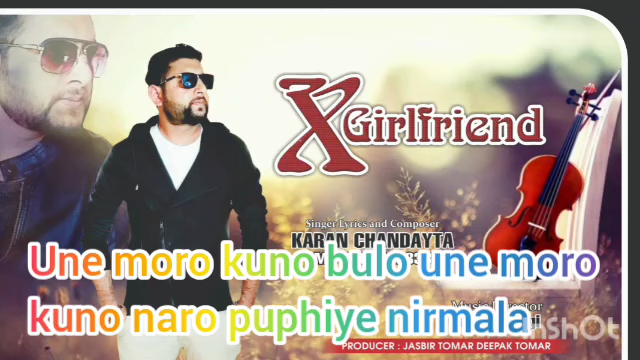 X Girlfriend
Singer Lyrics and Composer
KARAN CHANDAYTA
Une moro kuno bulo une moro
kuno naro puphiye nirmala
PRODUCER : JASBIR TOMAR DEEPAK TOMAR